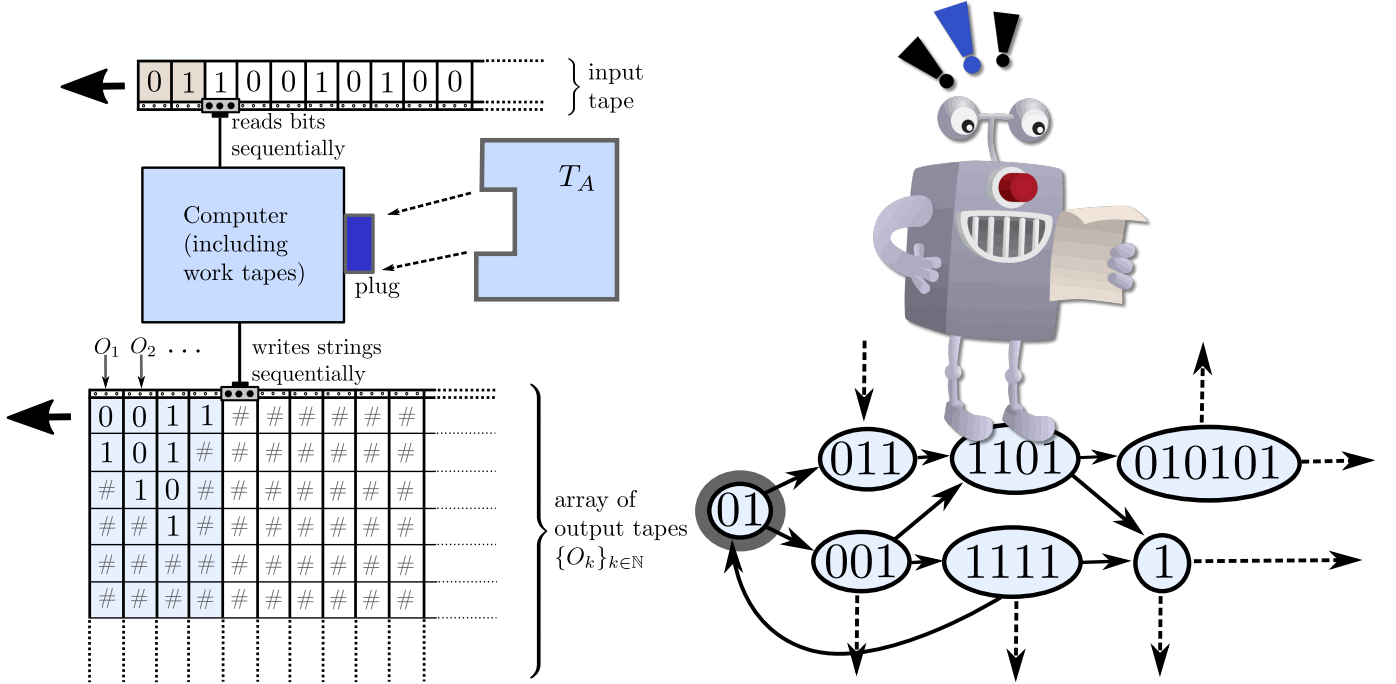 0 1 1 0 0 1 0 1 0 0
input
tape
reads bits
sequentially
T_A
Computer
(including
work tapes)
plug
O_1 O_2 ...
writes strings
sequentially
0 0 1 1 # # # # # #
1 0 1 # # # # # # #
# 1 0 # # # # # # #
# # 1 # # # # # # #
# # # # # # # # # #
# # # # # # # # # #
array of
output tapes
{O_k}_{k∈ℕ}
! ! !
011 1101 010101
01
001 1111 1